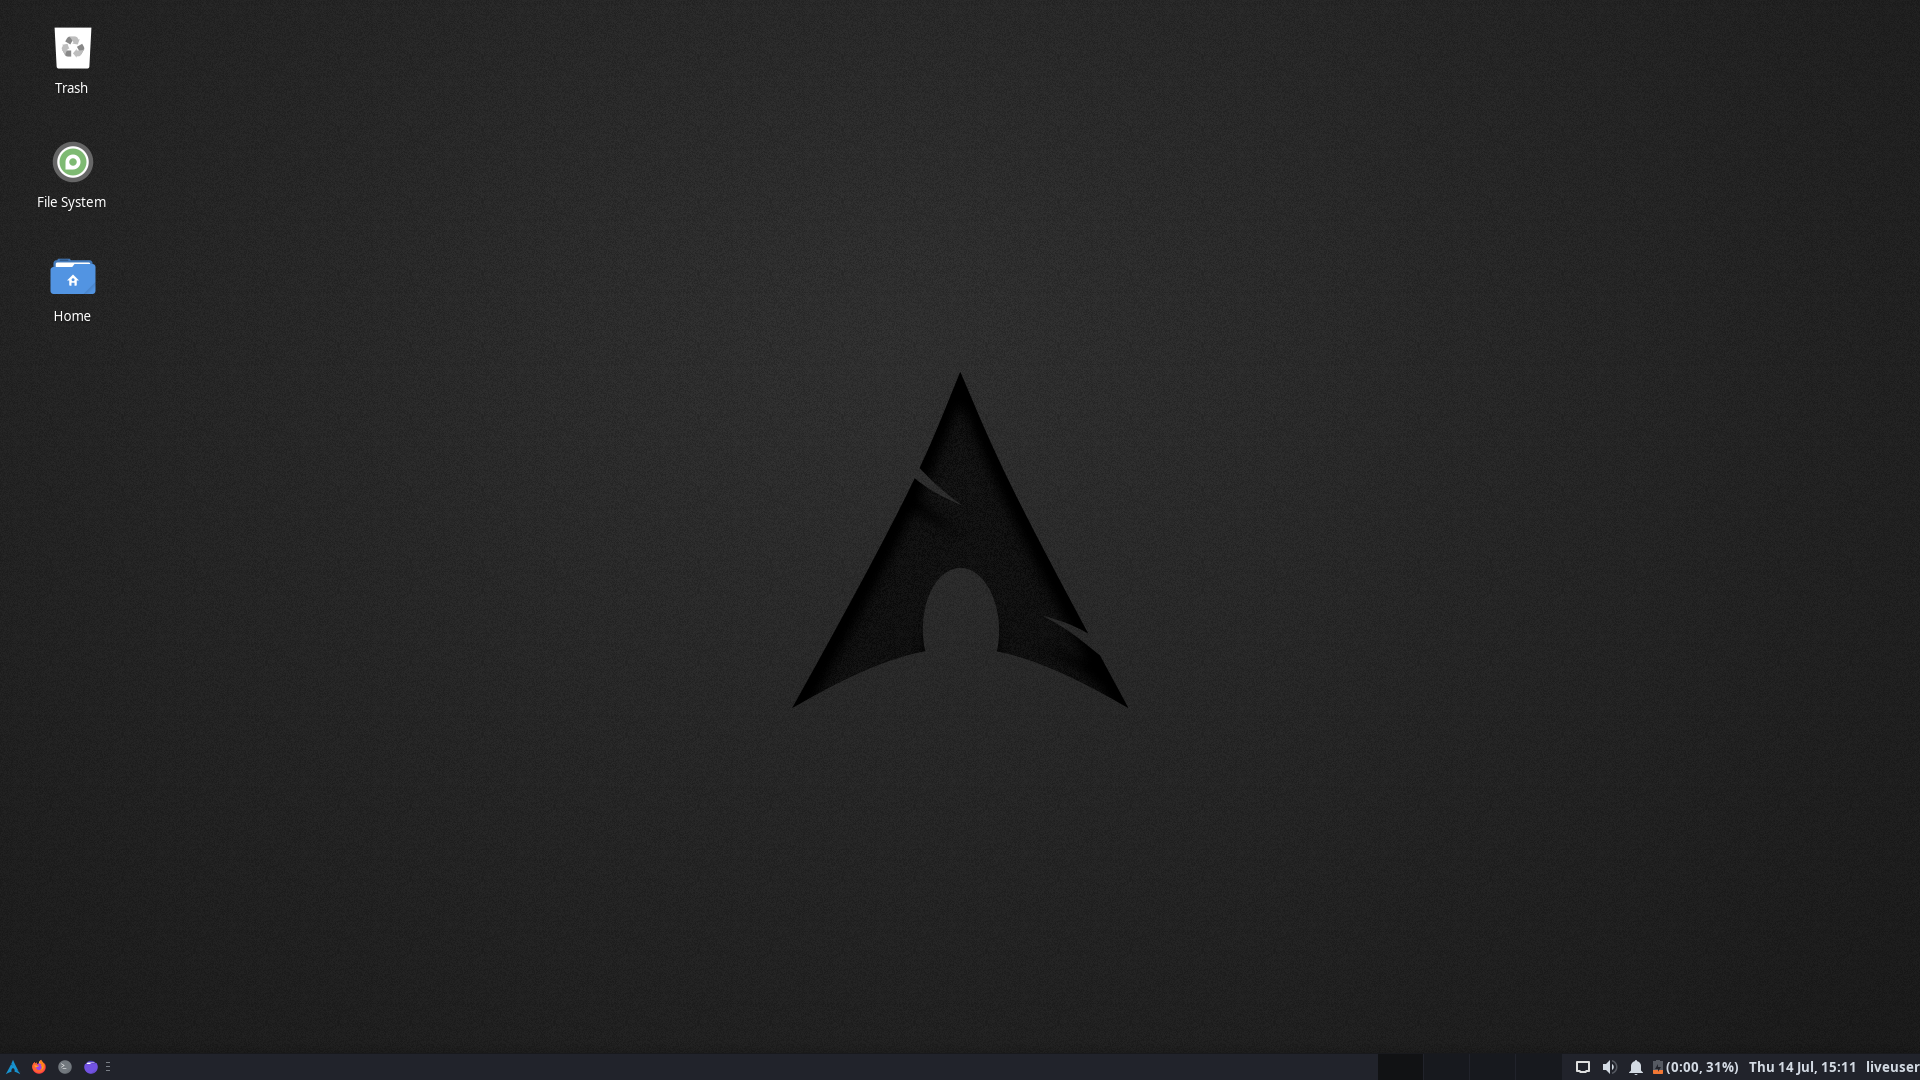 Trash
File System
Home
(0:00, 31%) Thu 14 Jul, 15:11 liveuser